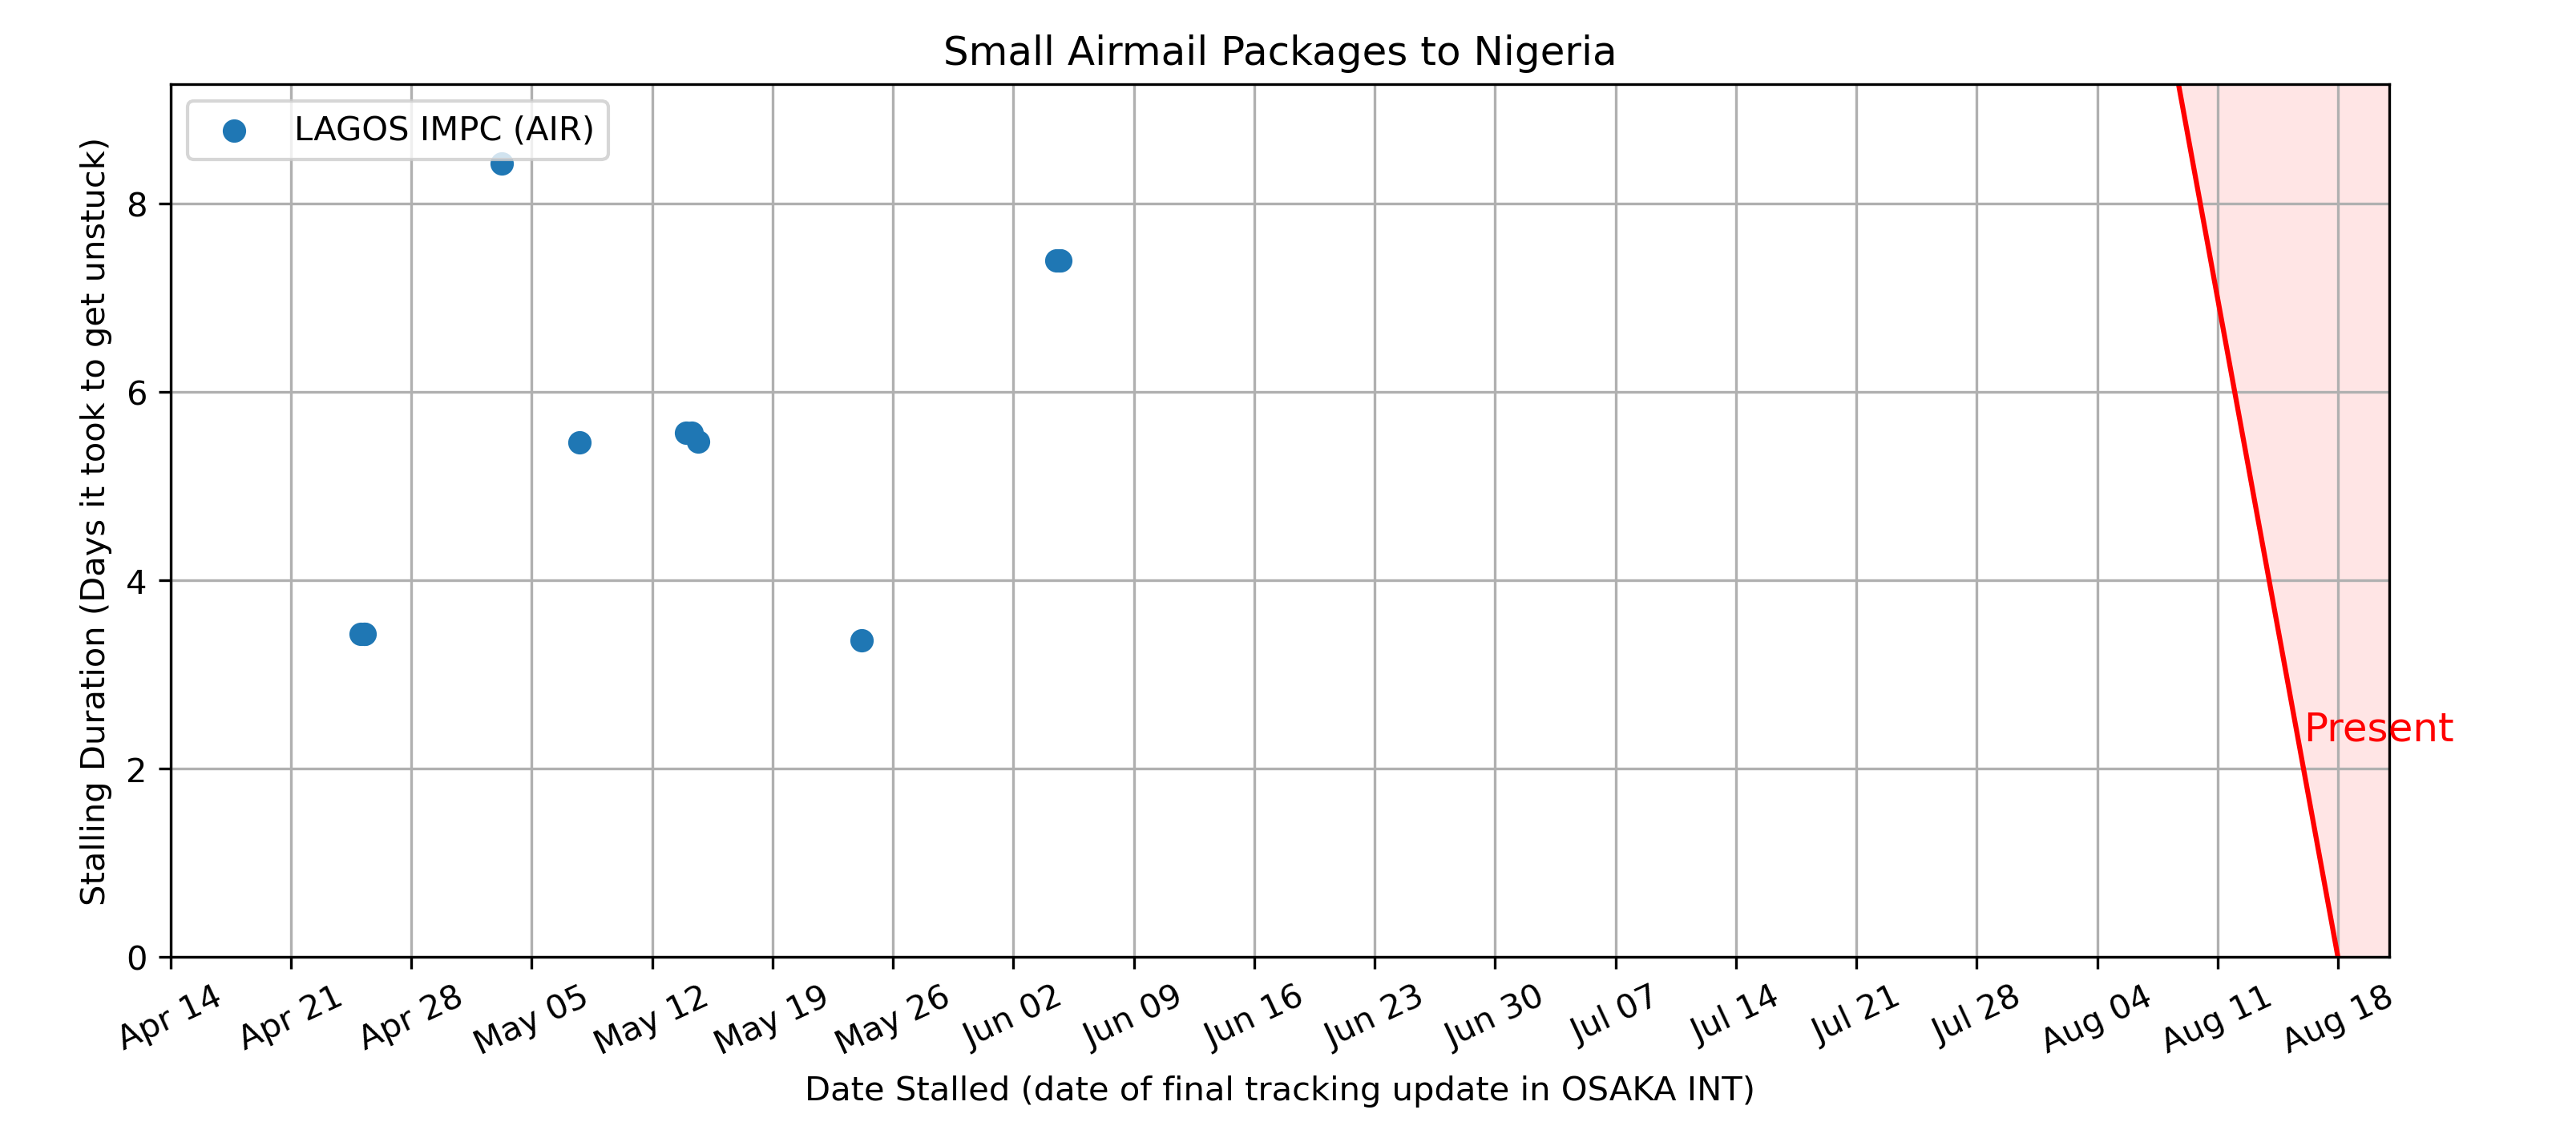 Small Airmail Packages to Nigeria
LAGOS IMPC (AIR)
Stalling Duration (Days it took to get unstuck)
8
6
4
2
0
Present
Apr 14 Apr 21 Apr 28 May 05 May 12 May 19 May 26 Jun 02 Jun 09 Jun 16 Jun 23 Jun 30 Jul 07 Jul 14 Jul 21 Jul 28 Aug 04 Aug 11 Aug 18
Date Stalled (date of final tracking update in OSAKA INT)